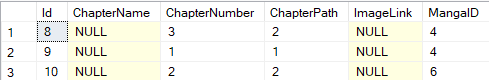 Id ChapterName ChapterNumber ChapterPath ImageLink MangaID
1 8 NULL 3 2 NULL 4
2 9 NULL 1 1 NULL 4
3 10 NULL 2 2 NULL 6